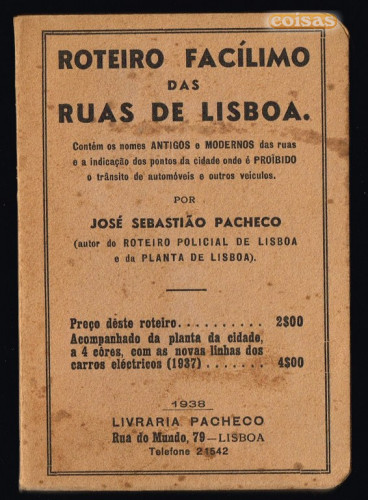 coisas
ROTEIRO FACÍLIMO
DAS
RUAS DE LISBOA.
Contém os nomes ANTIGOS e MODERNOS das ruas
e a indicação dos pontos da cidade onde é PROÏBIDO
o trânsito de automóveis e outros veículos.
POR
JOSÉ SEBASTIÃO PACHECO
(autor do ROTEIRO POLICIAL DE LISBOA
e da PLANTA DE LISBOA).
Preço dêste roteiro.......... 2$00
Acompanhado da planta da cidade,
a 4 côres, com as novas linhas dos
carros eléctricos (1937) ....... 4$00
1938
LIVRARIA PACHECO
Rua do Mundo, 79—LISBOA
Telefone 21542